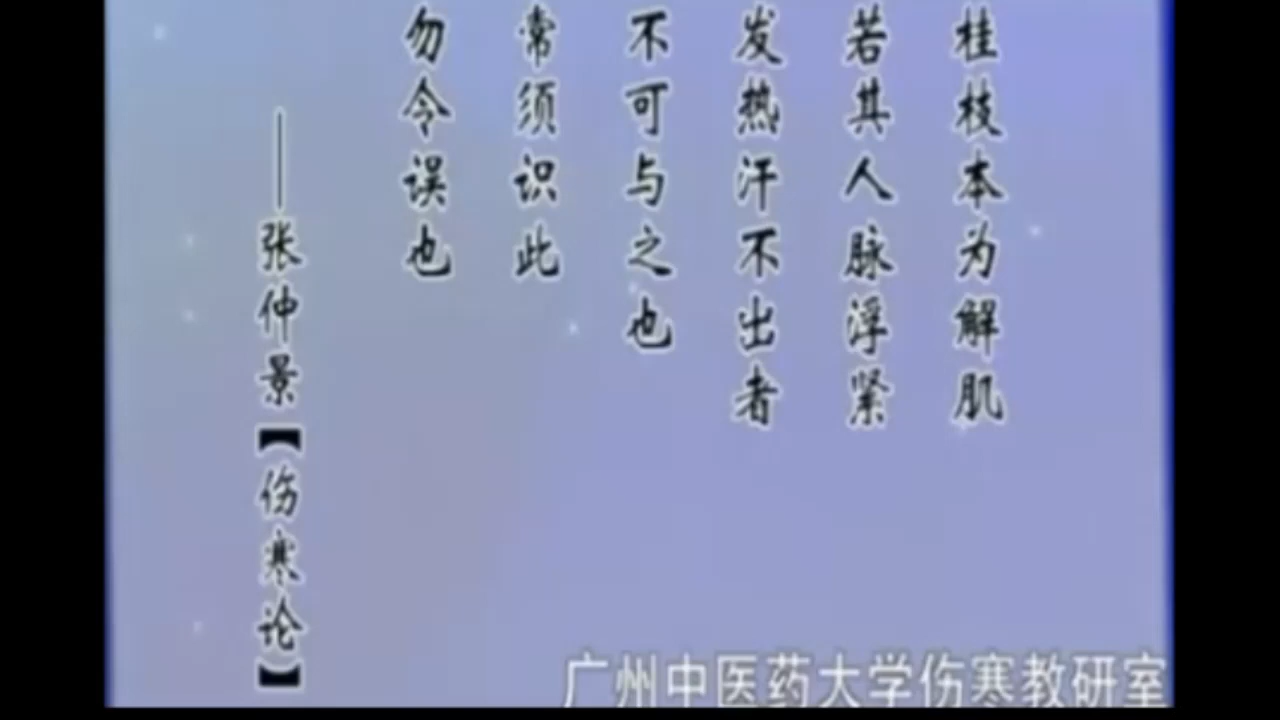 桂枝本为解肌
若其人脉浮紧
发热汗不出者
不可与之也
常须识此
勿令误也
——张仲景【伤寒论】
广州中医药大学伤寒教研室